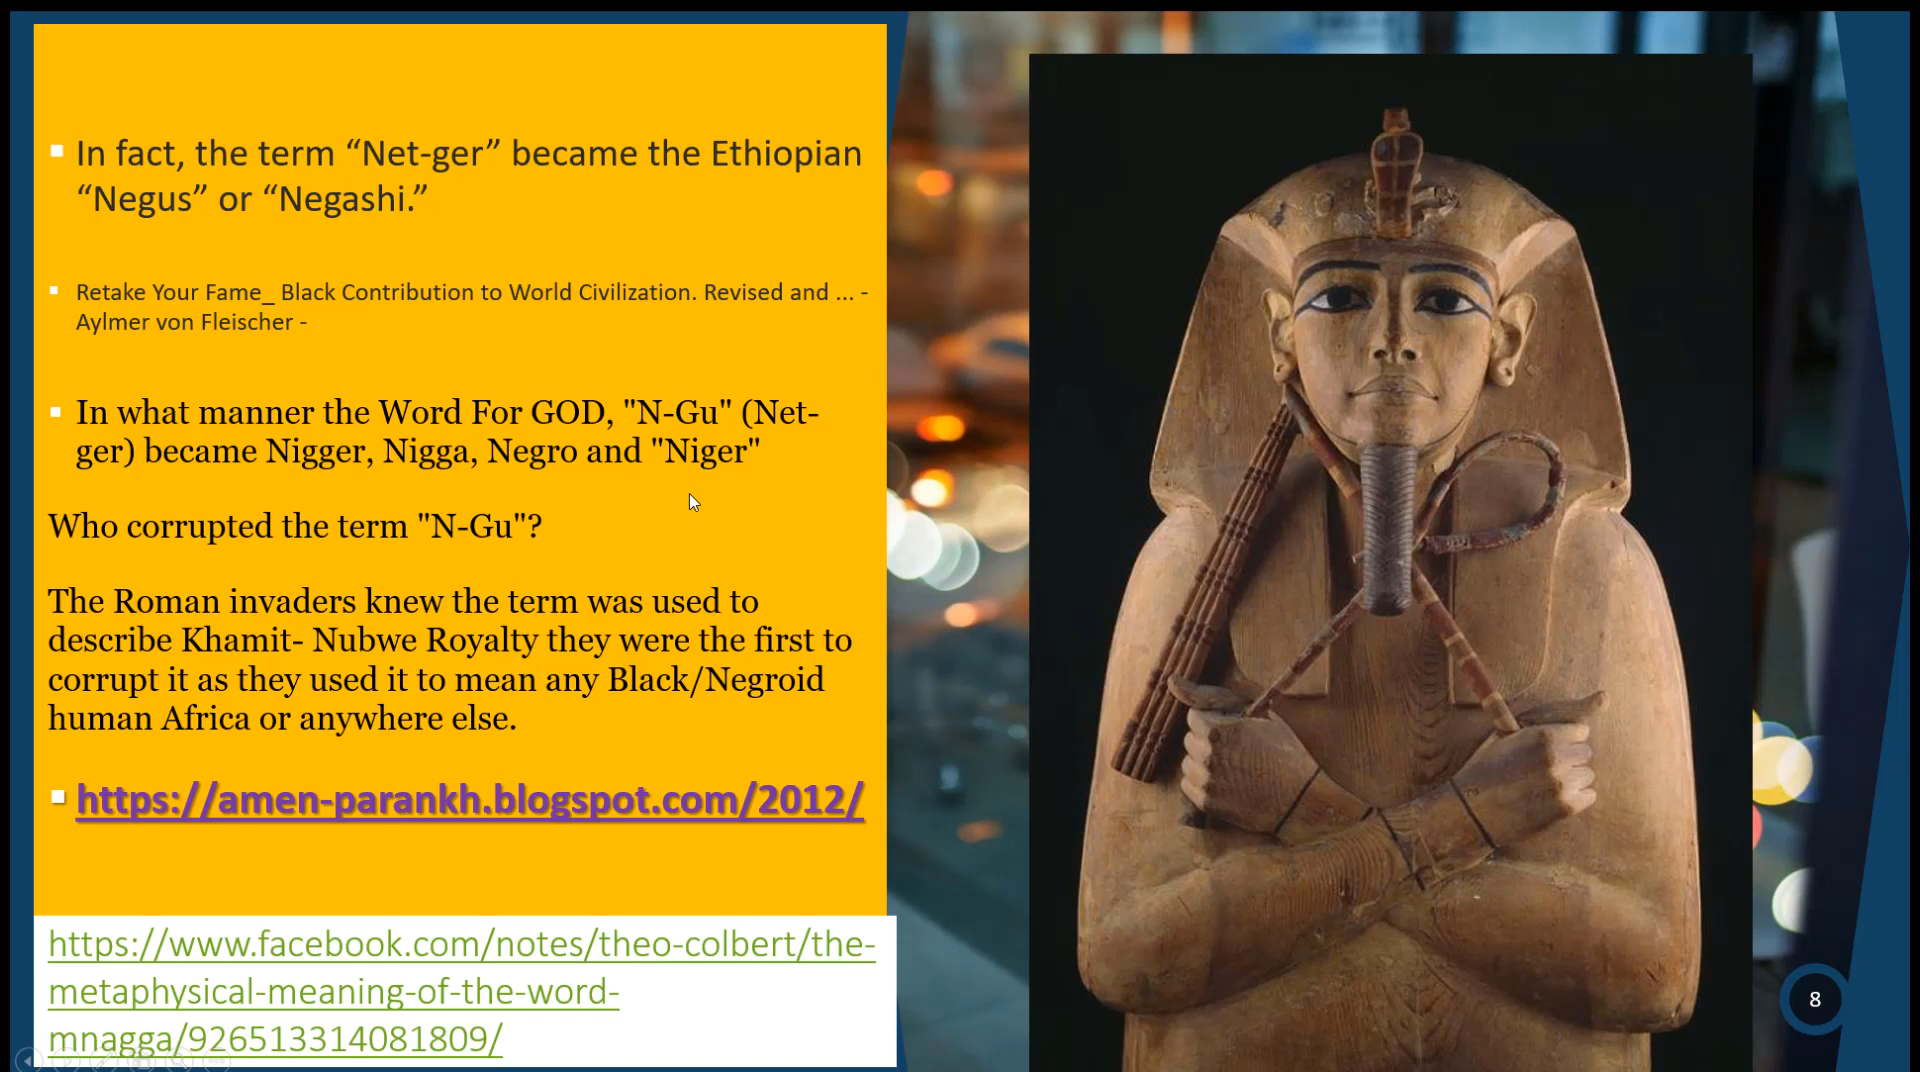 In fact, the term “Net-ger” became the Ethiopian
“Negus” or “Negashi.”
Retake Your Fame_ Black Contribution to World Civilization. Revised and ... -
Aylmer von Fleischer -
In what manner the Word For GOD, "N-Gu" (Net-
ger) became Nigger, Nigga, Negro and "Niger"
Who corrupted the term "N-Gu"?
The Roman invaders knew the term was used to
describe Khamit- Nubwe Royalty they were the first to
corrupt it as they used it to mean any Black/Negroid
human Africa or anywhere else.
https://amen-parankh.blogspot.com/2012/
https://www.facebook.com/notes/theo-colbert/the-
metaphysical-meaning-of-the-word-
mnagga/926513314081809/
8